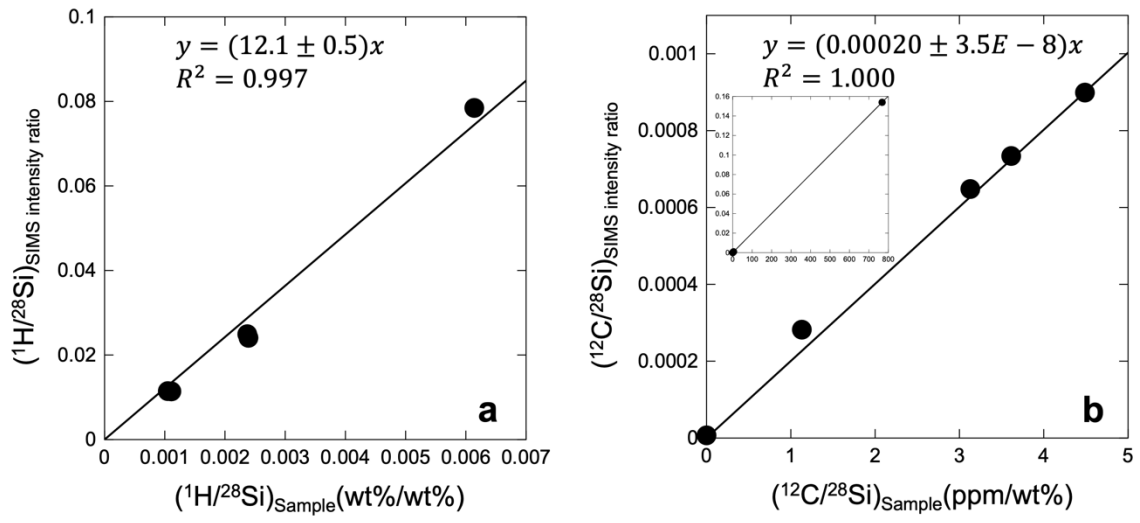 y = (12.1 ± 0.5)x
R² = 0.997
0.1
0.08
0.06
0.04
0.02
0
0 0.001 0.002 0.003 0.004 0.005 0.006 0.007
(¹H/²⁸Si)SIMS intensity ratio
(¹H/²⁸Si)Sample(wt%/wt%)
a
y = (0.00020 ± 3.5E − 8)x
R² = 1.000
0.001
0.0008
0.0006
0.0004
0.0002
0
0 1 2 3 4 5
0.16
0.14
0.12
0.1
0.08
0.06
0.04
0.02
0
0 100 200 300 400 500 600 700 800
(¹²C/²⁸Si)SIMS intensity ratio
(¹²C/²⁸Si)Sample(ppm/wt%)
b